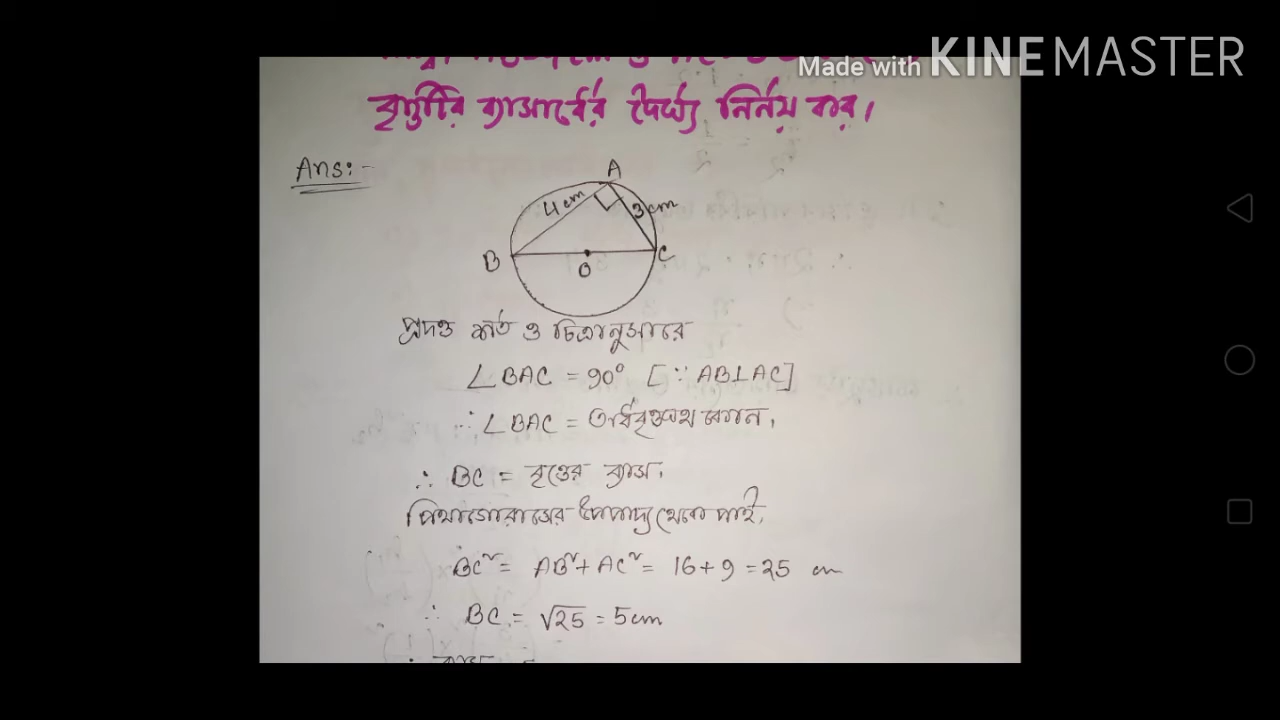 Made with KINEMASTER
বৃত্তটির ব্যাসার্ধের দৈর্ঘ্য নির্নয় কর।
Ans:-
A
4cm
3cm
B
C
O
প্রদত্ত শর্ত ও চিত্রানুসারে
∠BAC = 90° [∵ AB⊥AC]
∴ ∠BAC = অর্ধবৃত্তস্থ কোন,
∴ BC = বৃত্তের ব্যাস,
পিথাগোরাসের উপপাদ্য থেকে পাই,
BC² = AB² + AC² = 16 + 9 = 25 cm
∴ BC = √25 = 5cm